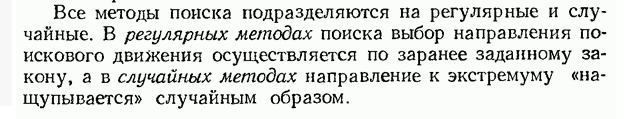 Все методы поиска подразделяются на регулярные и слу-
чайные. В регулярных методах поиска выбор направления по-
искового движения осуществляется по заранее заданному за-
кону, а в случайных методах направление к экстремуму «на-
щупывается» случайным образом.